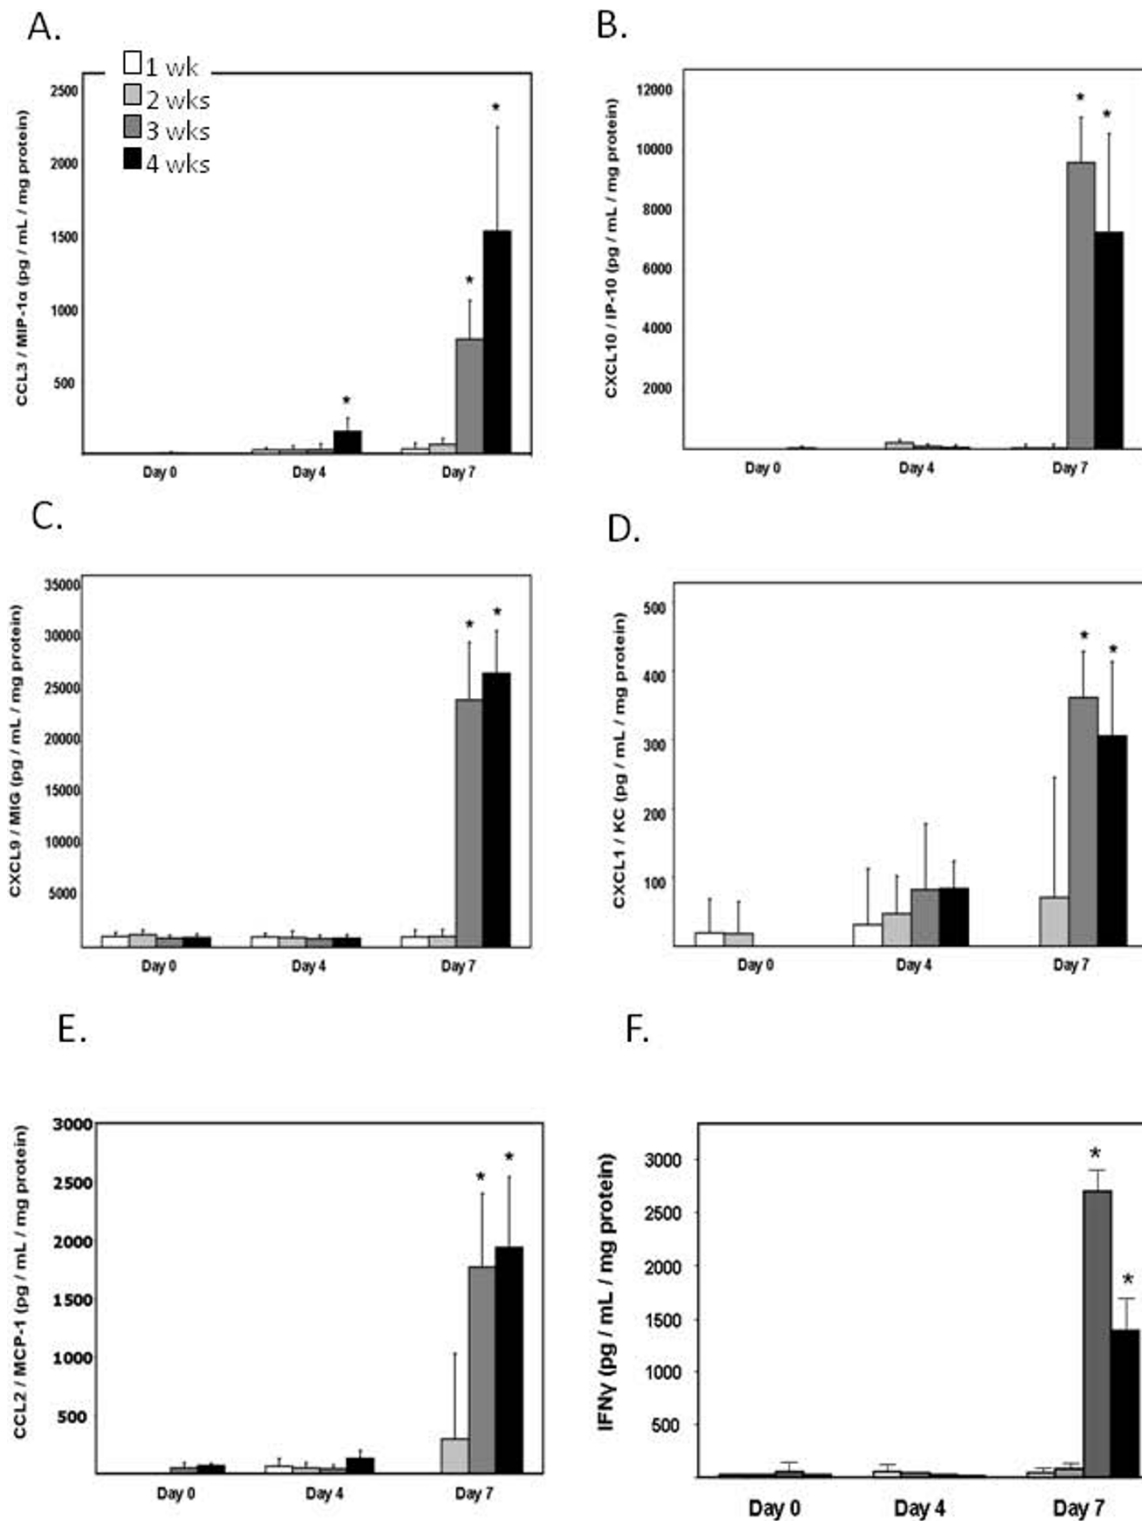 A.
1 wk
2 wks
3 wks
4 wks
CCL3 / MIP-1α (pg / mL / mg protein)
2500
2000
1500
1000
500
*
*
*
Day 0
Day 4
Day 7
B.
CXCL10 / IP-10 (pg / mL / mg protein)
12000
10000
8000
6000
4000
2000
*
*
Day 0
Day 4
Day 7
C.
CXCL9 / MIG (pg / mL / mg protein)
35000
30000
25000
20000
15000
10000
5000
*
*
Day 0
Day 4
Day 7
D.
CXCL1 / KC (pg / mL / mg protein)
500
400
300
200
100
*
*
Day 0
Day 4
Day 7
E.
CCL2 / MCP-1 (pg / mL / mg protein)
3000
2500
2000
1500
1000
500
*
*
Day 0
Day 4
Day 7
F.
IFNγ (pg / mL / mg protein)
3000
2500
2000
1500
1000
500
*
*
Day 0
Day 4
Day 7